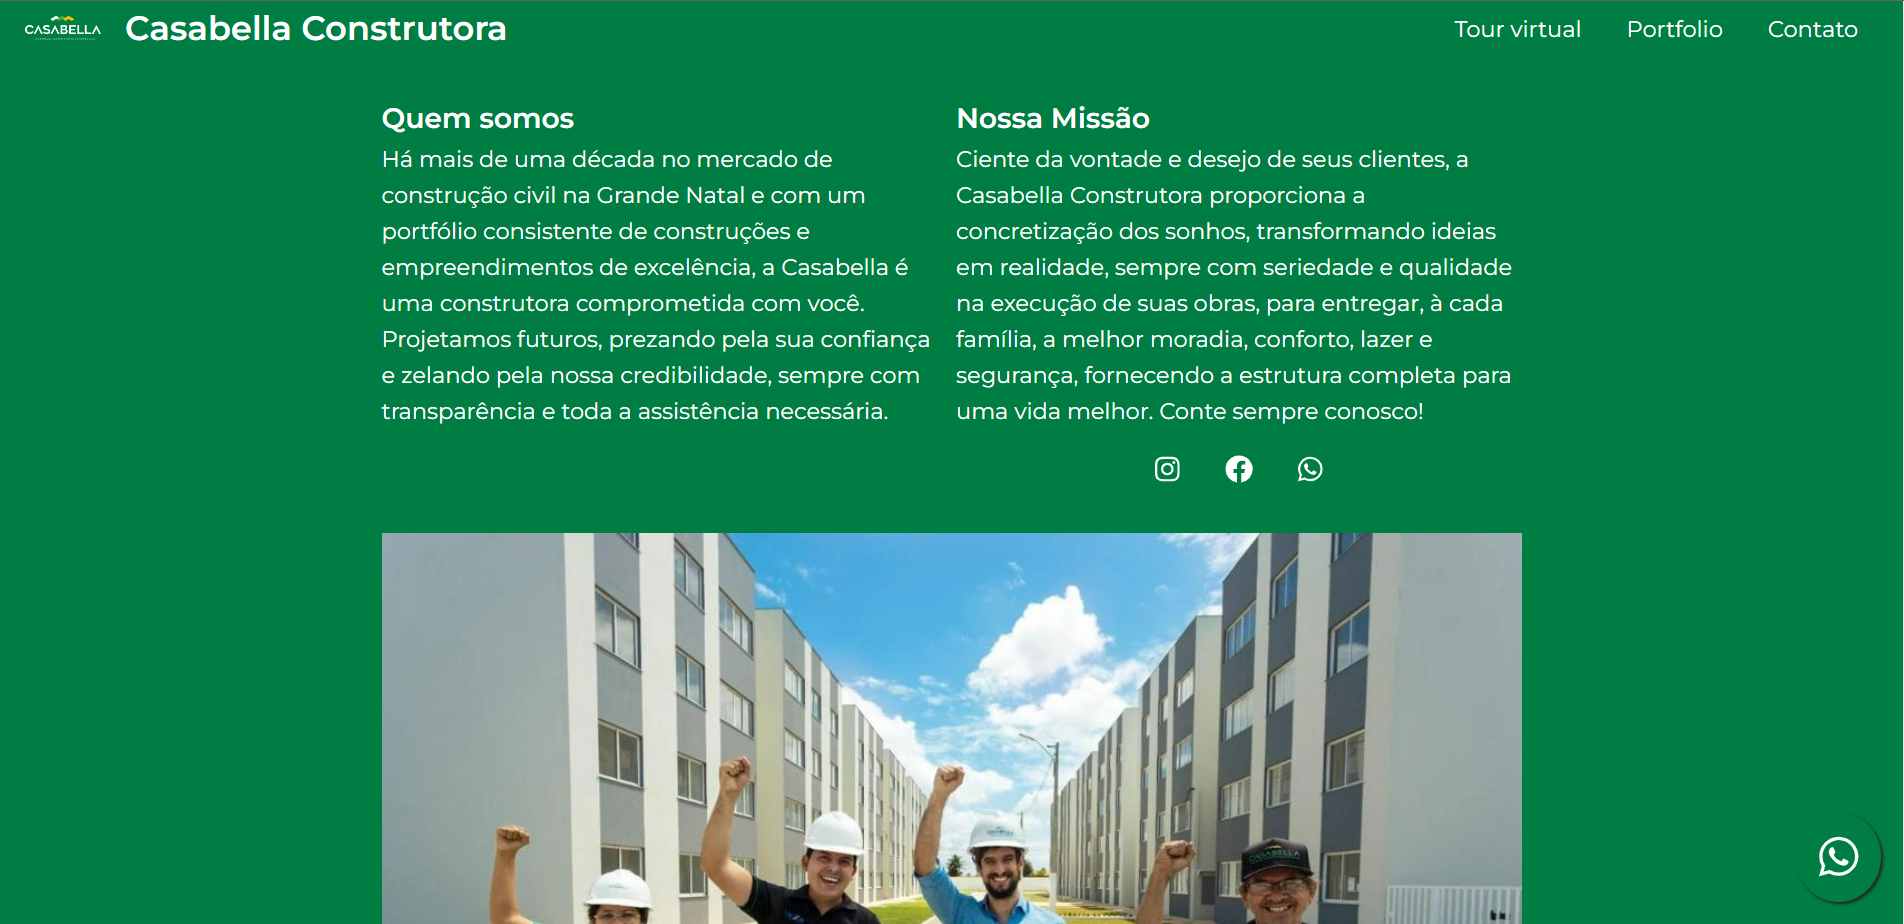 CASABELLA
Casabella Construtora
Tour virtual
Portfolio
Contato
Quem somos
Há mais de uma década no mercado de
construção civil na Grande Natal e com um
portfólio consistente de construções e
empreendimentos de excelência, a Casabella é
uma construtora comprometida com você.
Projetamos futuros, prezando pela sua confiança
e zelando pela nossa credibilidade, sempre com
transparência e toda a assistência necessária.
Nossa Missão
Ciente da vontade e desejo de seus clientes, a
Casabella Construtora proporciona a
concretização dos sonhos, transformando ideias
em realidade, sempre com seriedade e qualidade
na execução de suas obras, para entregar, à cada
família, a melhor moradia, conforto, lazer e
segurança, fornecendo a estrutura completa para
uma vida melhor. Conte sempre conosco!
CASABELLA